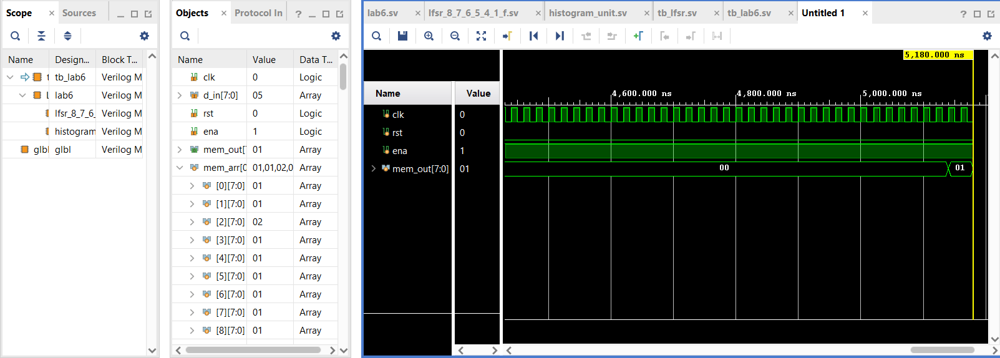 Scope × Sources
Name Design... Block T...
t tb_lab6 Verilog M
L lab6 Verilog M
lfsr_8_7_6_ Verilog M
histogram Verilog M
glbl glbl Verilog M
Objects × Protocol In ?
Name Value Data T...
clk 0 Logic
d_in[7:0] 05 Array
rst 0 Logic
ena 1 Logic
mem_out[7 01 Array
mem_arr[0 01,01,02,0 Array
[0][7:0] 01 Array
[1][7:0] 01 Array
[2][7:0] 02 Array
[3][7:0] 01 Array
[4][7:0] 01 Array
[5][7:0] 01 Array
[6][7:0] 01 Array
[7][7:0] 01 Array
[8][7:0] 01 Array
lab6.sv × lfsr_8_7_6_5_4_1_f.sv × histogram_unit.sv × tb_lfsr.sv × tb_lab6.sv × Untitled 1 × ?
5,180.000 ns
Name Value
4,600.000 ns 4,800.000 ns 5,000.000 ns
clk 0
rst 0
ena 1
mem_out[7:0] 01 00 01